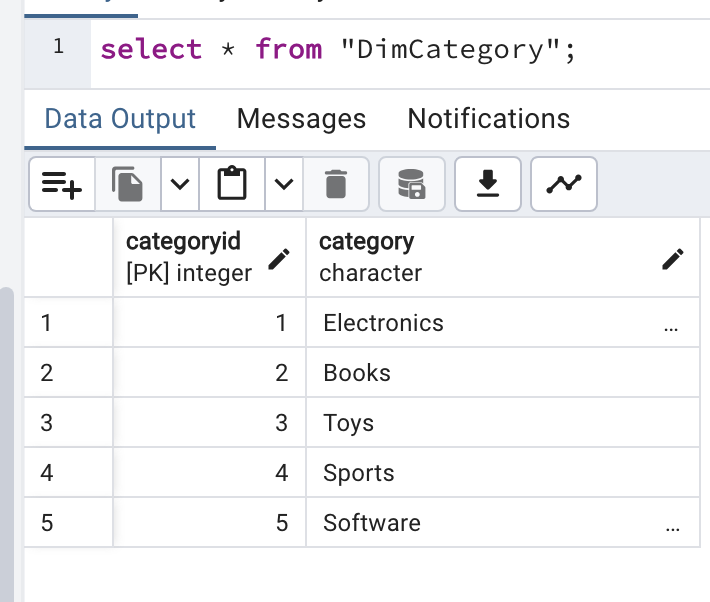 1 select * from "DimCategory";
Data Output Messages Notifications
categoryid category
[PK] integer character
1 1 Electronics ...
2 2 Books
3 3 Toys
4 4 Sports
5 5 Software ...